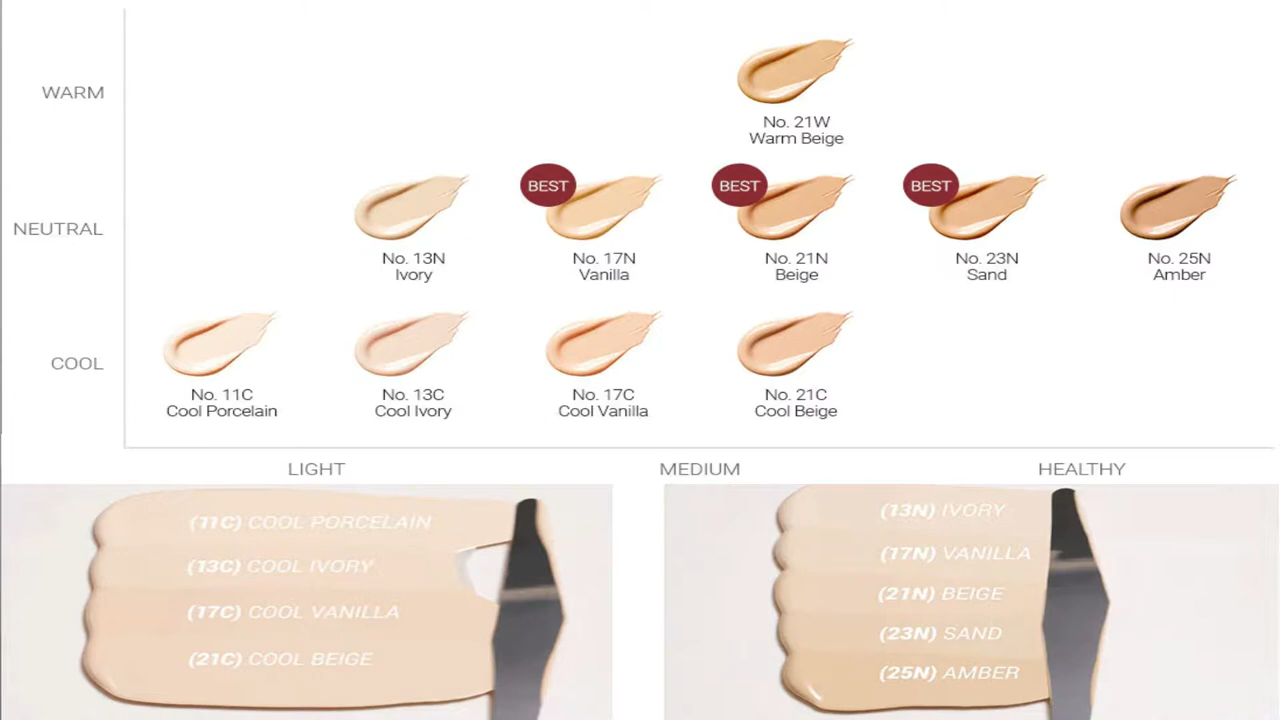 WARM
No. 21W
Warm Beige
NEUTRAL
BEST
BEST
BEST
No. 13N
Ivory
No. 17N
Vanilla
No. 21N
Beige
No. 23N
Sand
No. 25N
Amber
COOL
No. 11C
Cool Porcelain
No. 13C
Cool Ivory
No. 17C
Cool Vanilla
No. 21C
Cool Beige
LIGHT
MEDIUM
HEALTHY
(11C) COOL PORCELAIN
(13C) COOL IVORY
(17C) COOL VANILLA
(21C) COOL BEIGE
(13N) IVORY
(17N) VANILLA
(21N) BEIGE
(23N) SAND
(25N) AMBER